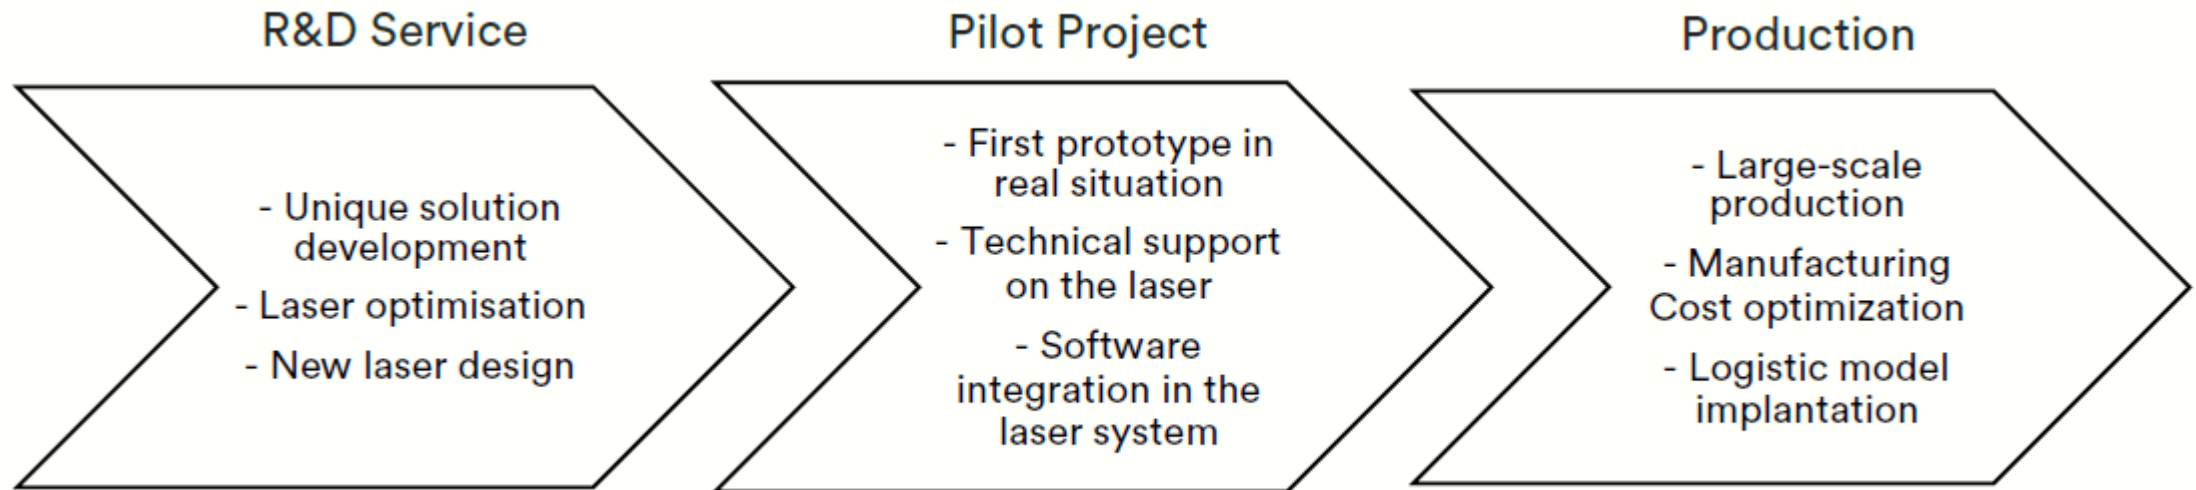 R&D Service
- Unique solution
development
- Laser optimisation
- New laser design
Pilot Project
- First prototype in
real situation
- Technical support
on the laser
- Software
integration in the
laser system
Production
- Large-scale
production
- Manufacturing
Cost optimization
- Logistic model
implantation